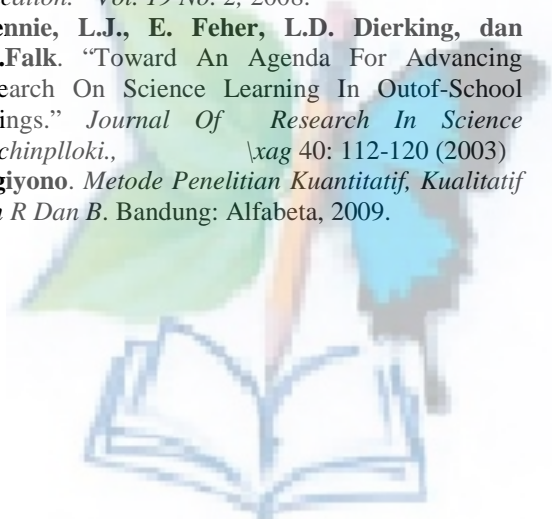 cation." Vol. 19 No. 2, 2008.
ennie, L.J., E. Feher, L.D. Dierking, dan
.Falk. “Toward An Agenda For Advancing
earch On Science Learning In Outof-School
ings.” Journal Of Research In Science
chinplloki., \xag 40: 112-120 (2003)
giyono. Metode Penelitian Kuantitatif, Kualitatif
n R Dan B. Bandung: Alfabeta, 2009.